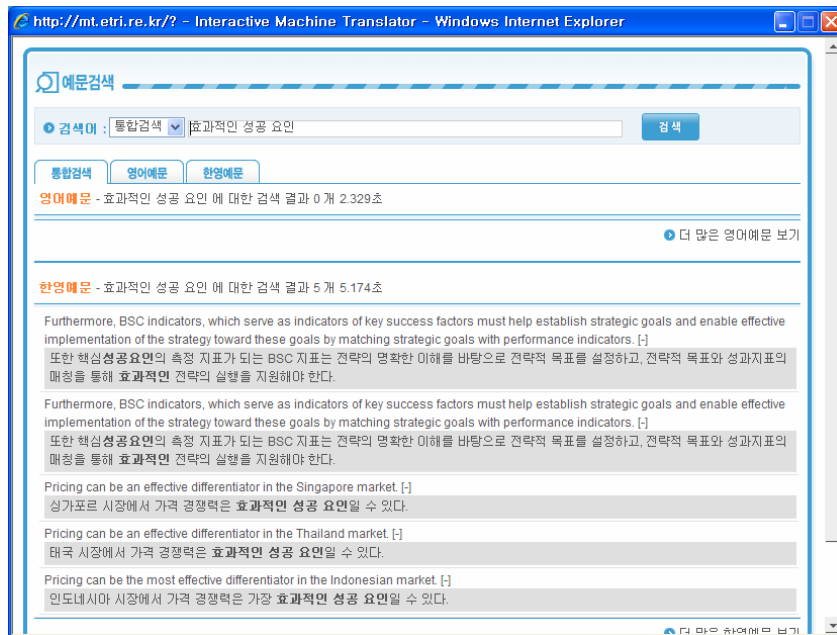 http://mt.etri.re.kr/? - Interactive Machine Translator - Windows Internet Explorer
예문검색
검색어 : 통합검색 효과적인 성공 요인 검색
통합검색 영어예문 한영예문
영어예문 - 효과적인 성공 요인 에 대한 검색 결과 0 개 2.329초
더 많은 영어예문 보기
한영예문 - 효과적인 성공 요인 에 대한 검색 결과 5 개 5.174초
Furthermore, BSC indicators, which serve as indicators of key success factors must help establish strategic goals and enable effective
implementation of the strategy toward these goals by matching strategic goals with performance indicators. [-]
또한 핵심성공요인의 측정 지표가 되는 BSC 지표는 전략의 명확한 이해를 바탕으로 전략적 목표를 설정하고, 전략적 목표와 성과지표의
매칭을 통해 효과적인 전략의 실행을 지원해야 한다.
Furthermore, BSC indicators, which serve as indicators of key success factors must help establish strategic goals and enable effective
implementation of the strategy toward these goals by matching strategic goals with performance indicators. [-]
또한 핵심성공요인의 측정 지표가 되는 BSC 지표는 전략의 명확한 이해를 바탕으로 전략적 목표를 설정하고, 전략적 목표와 성과지표의
매칭을 통해 효과적인 전략의 실행을 지원해야 한다.
Pricing can be an effective differentiator in the Singapore market. [-]
싱가포르 시장에서 가격 경쟁력은 효과적인 성공 요인일 수 있다.
Pricing can be an effective differentiator in the Thailand market. [-]
태국 시장에서 가격 경쟁력은 효과적인 성공 요인일 수 있다.
Pricing can be the most effective differentiator in the Indonesian market. [-]
인도네시아 시장에서 가격 경쟁력은 가장 효과적인 성공 요인일 수 있다.
더 많은 한영예문 보기